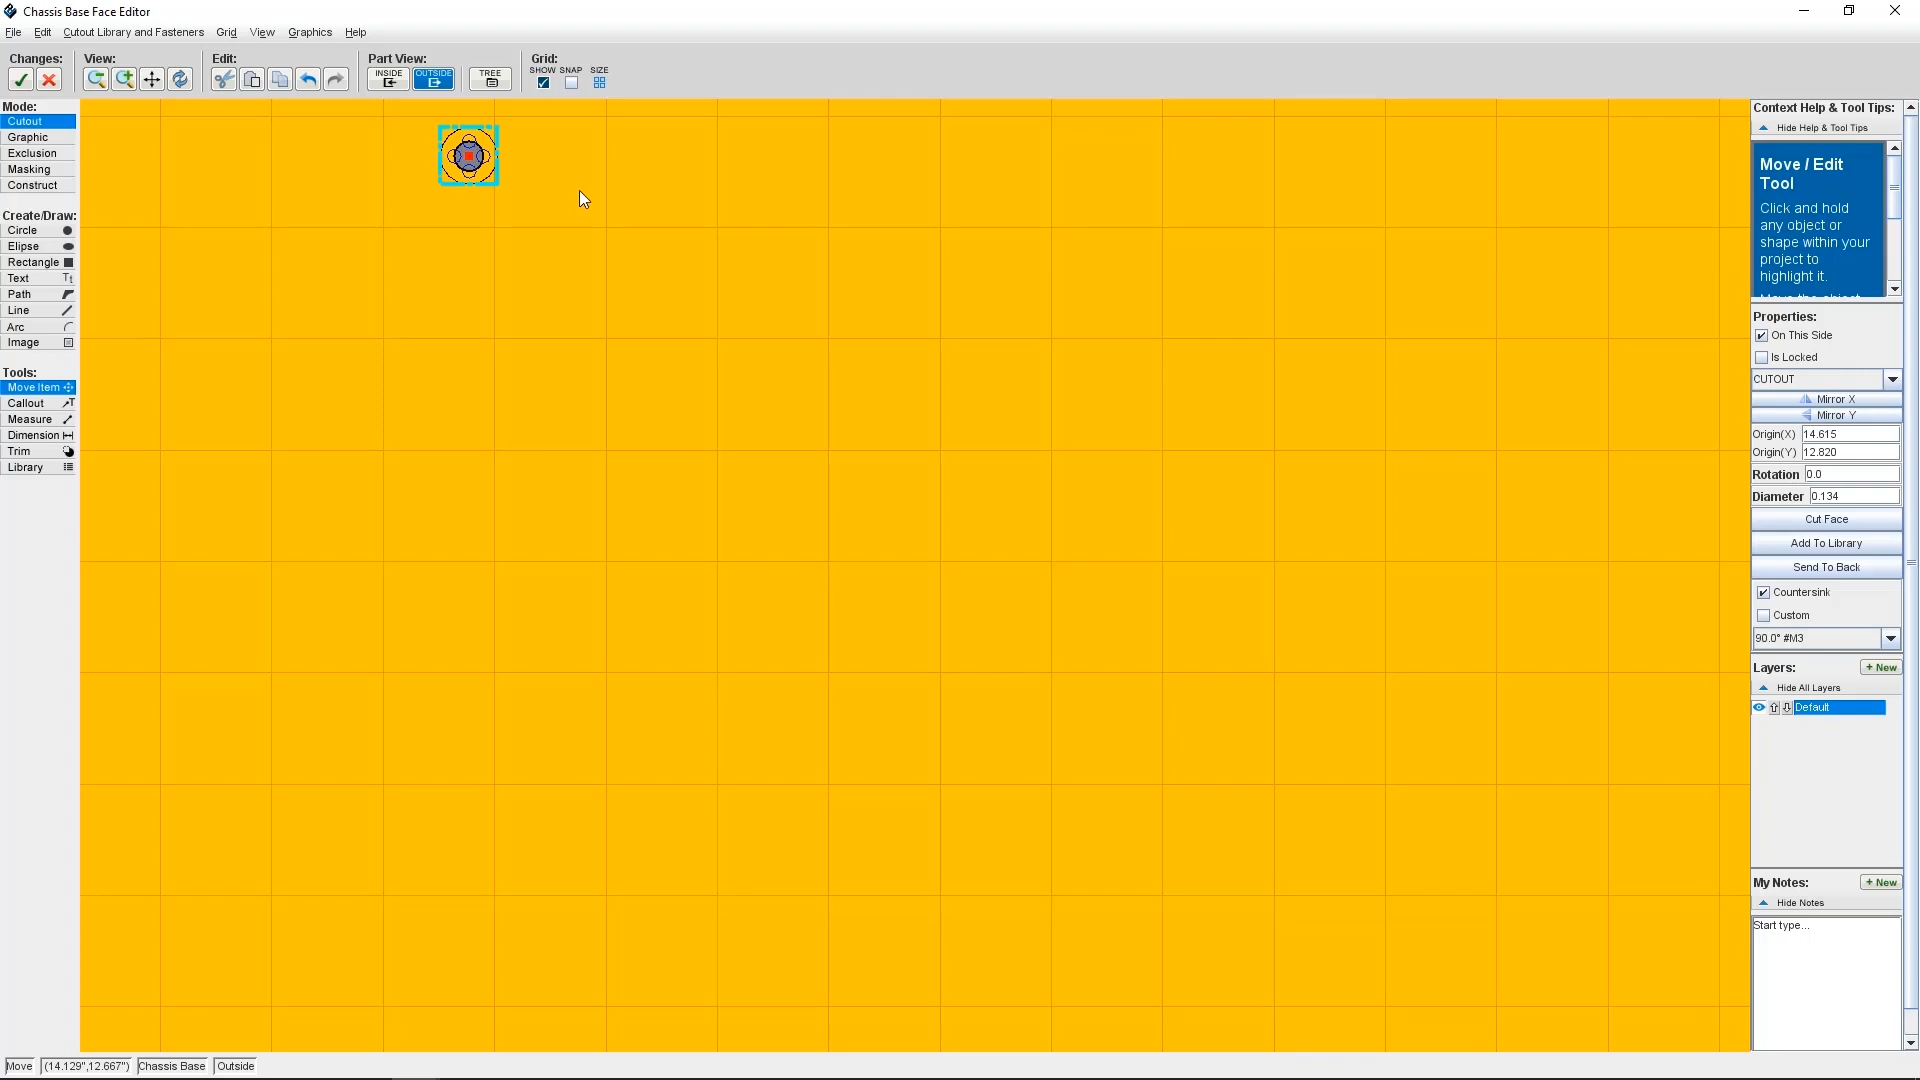 Chassis Base Face Editor
File Edit Cutout Library and Fasteners Grid View Graphics Help
Changes: View: Edit: Part View: Grid:
INSIDE OUTSIDE TREE SHOW SNAP SIZE
Mode:
Cutout
Graphic
Exclusion
Masking
Construct
Create/Draw:
Circle
Elipse
Rectangle
Text Tt
Path
Line
Arc
Image
Tools:
Move Item
Callout
Measure
Dimension
Trim
Library
Context Help & Tool Tips:
Hide Help & Tool Tips
Move / Edit
Tool
Click and hold
any object or
shape within your
project to
highlight it.
Move the object
Properties:
On This Side
Is Locked
CUTOUT
Mirror X
Mirror Y
Origin(X) 14.615
Origin(Y) 12.820
Rotation 0.0
Diameter 0.134
Cut Face
Add To Library
Send To Back
Countersink
Custom
90.0° #M3
Layers: + New
Hide All Layers
Default
My Notes: + New
Hide Notes
Start type...
Move (14.129",12.667") Chassis Base Outside